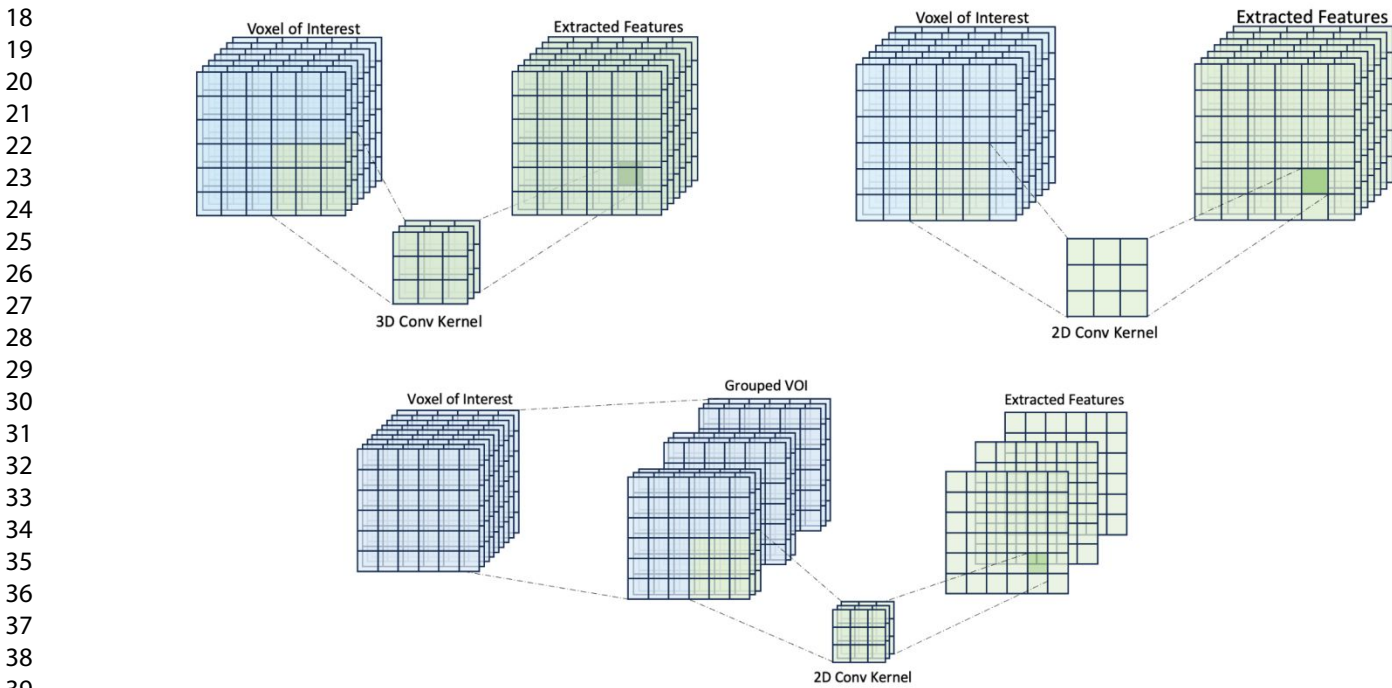 18
19
20
21
22
23
24
25
26
27
28
29
30
31
32
33
34
35
36
37
38
39
Voxel of Interest
Extracted Features
3D Conv Kernel
Voxel of Interest
Extracted Features
2D Conv Kernel
Voxel of Interest
Grouped VOI
Extracted Features
2D Conv Kernel